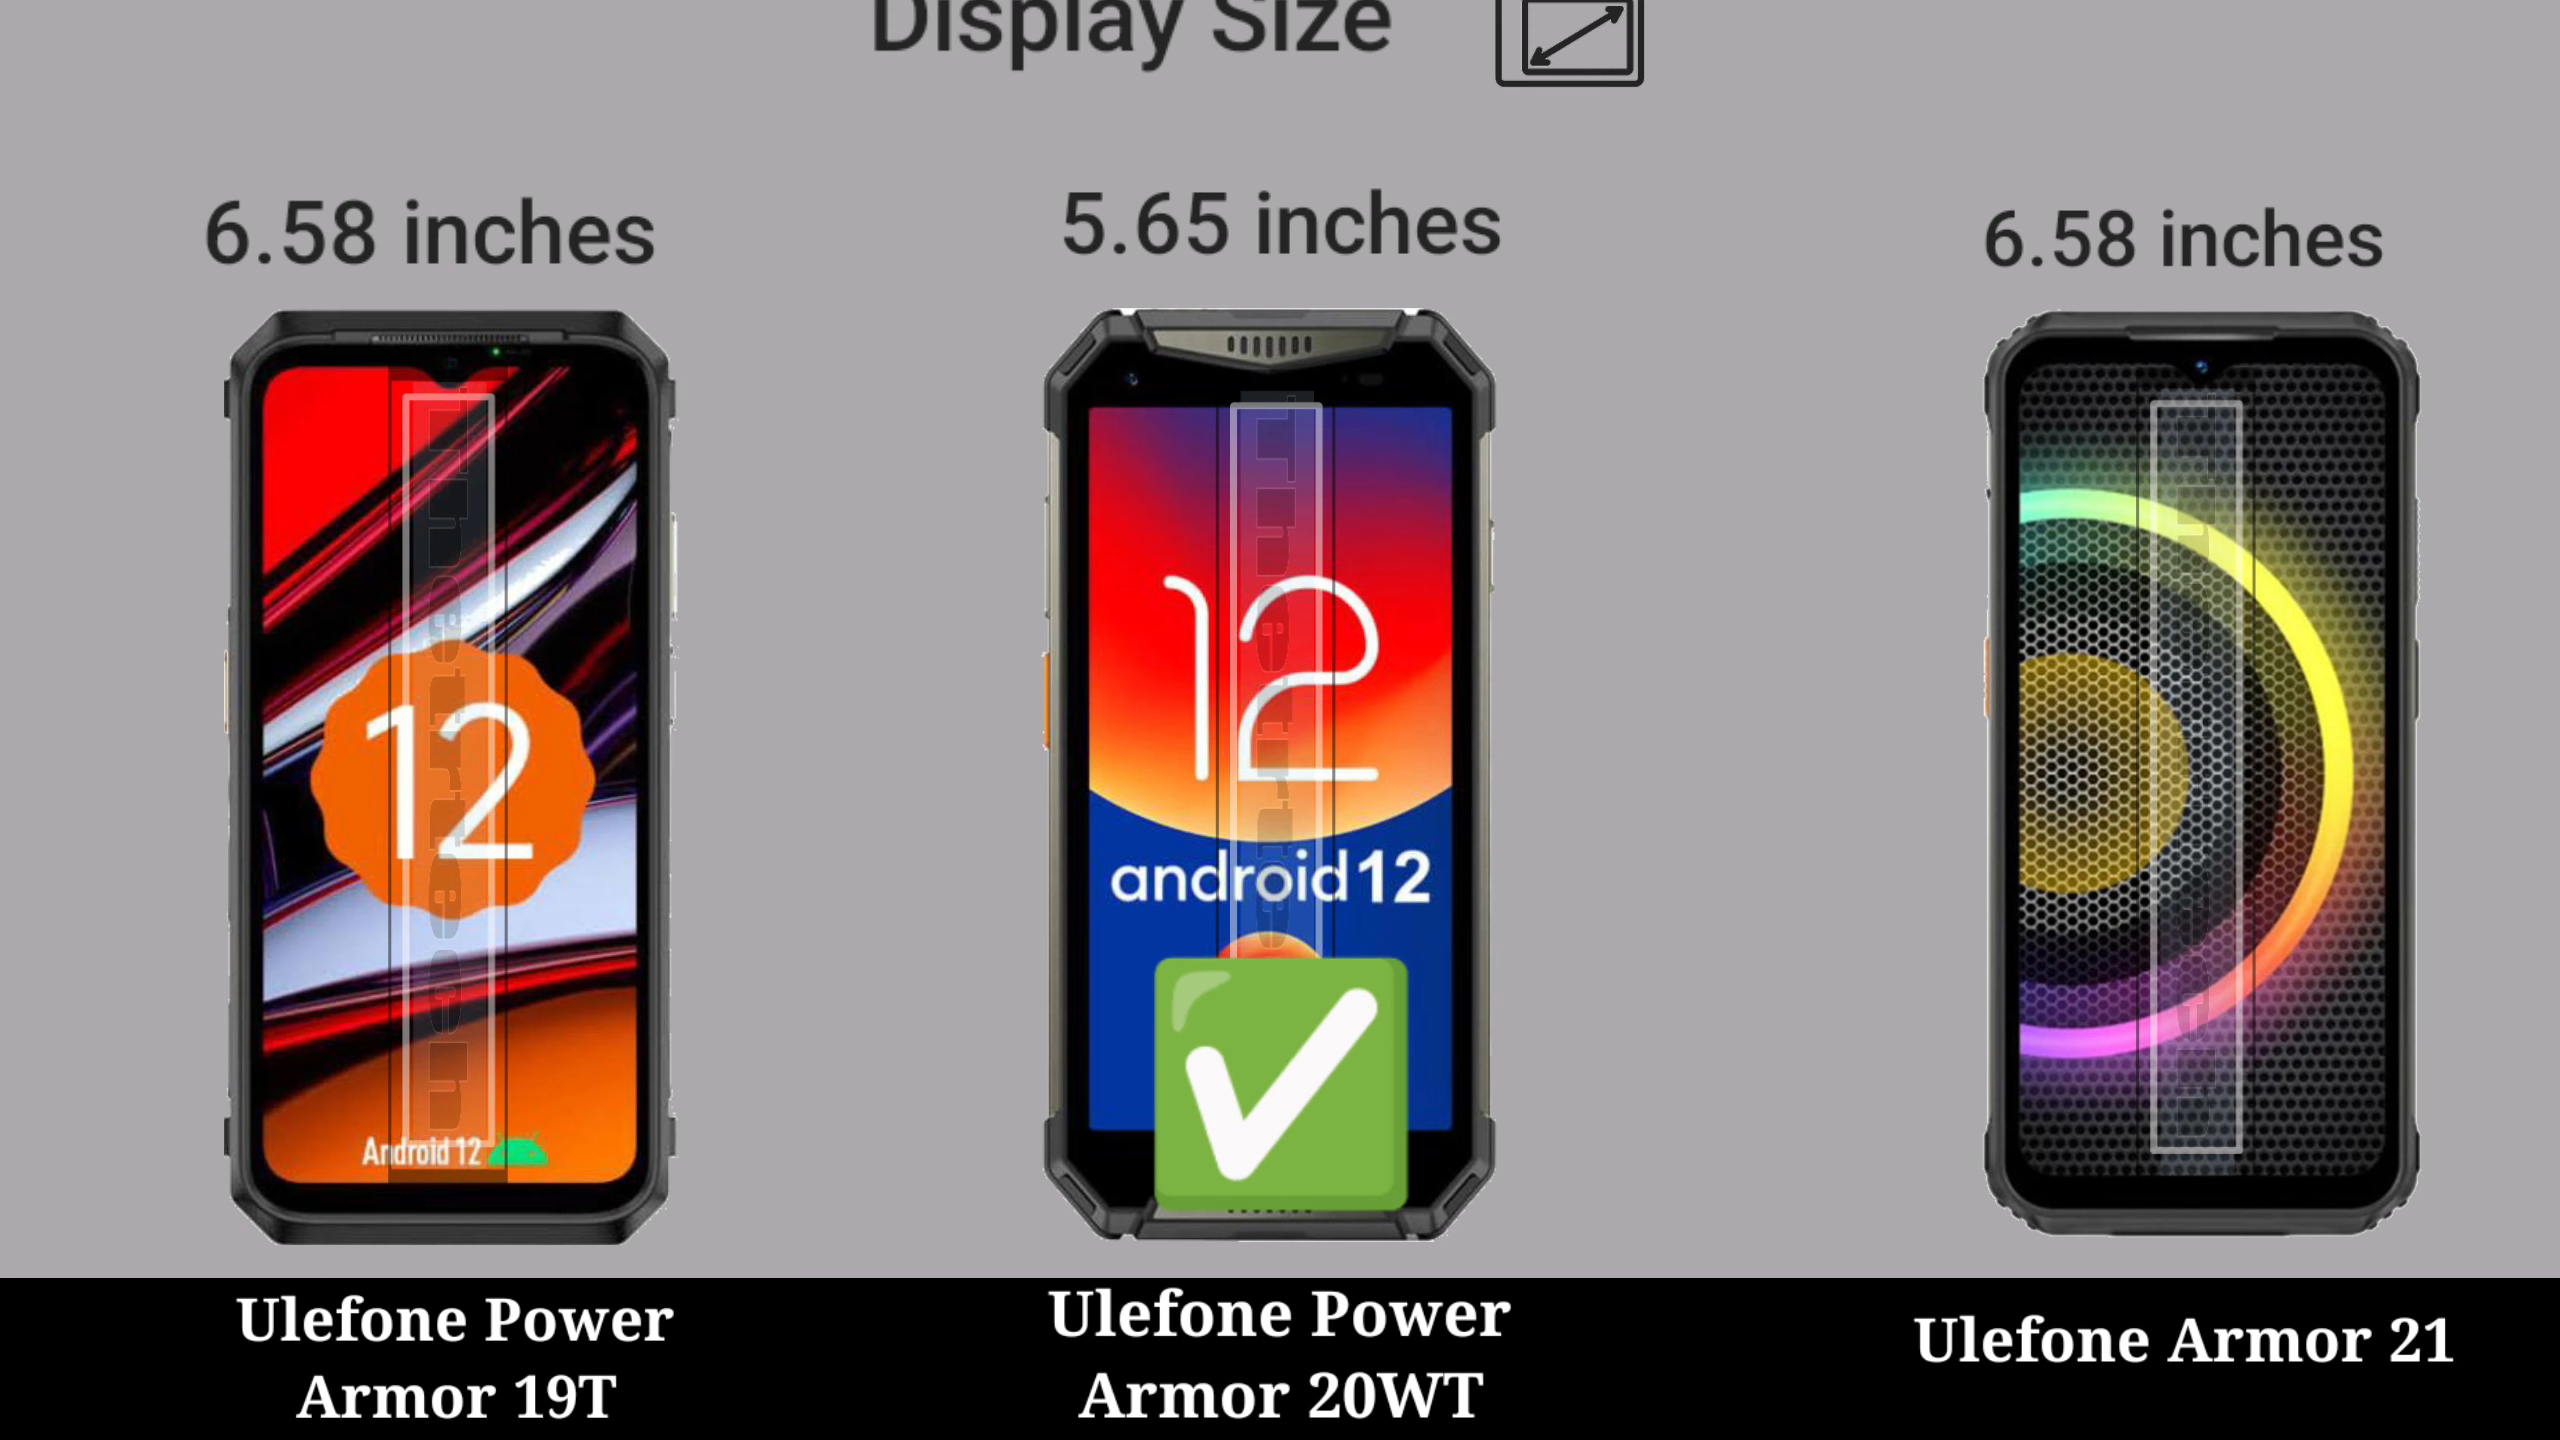 Display Size
6.58 inches
5.65 inches
6.58 inches
12
Android 12
12
android 12
Ulefone Power
Armor 19T
Ulefone Power
Armor 20WT
Ulefone Armor 21